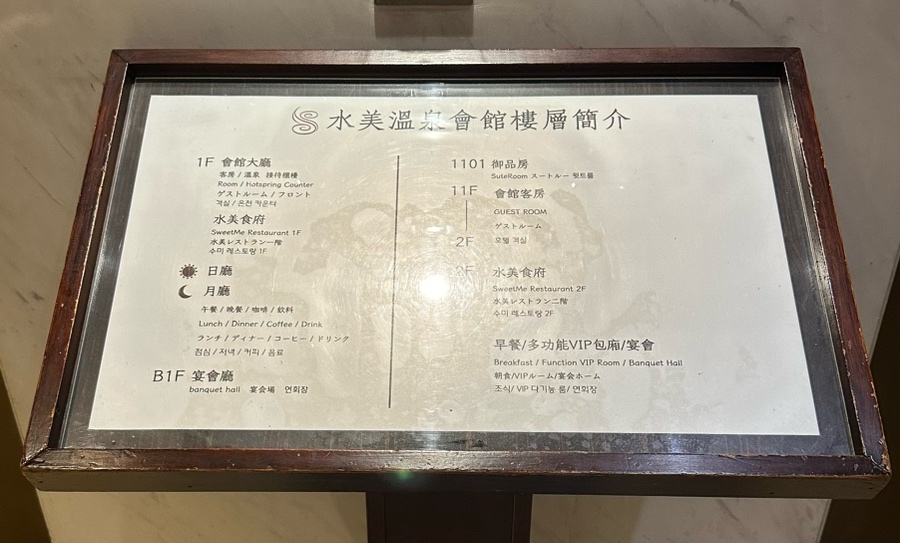 水美溫泉會館樓層簡介
1F 會館大廳
客房 / 溫泉 接待櫃檯
Room / Hotspring Counter
ゲストルーム / フロント
객실 / 온천 카운터
水美食府
SweetMe Restaurant 1F
水美レストラン一階
수미 레스토랑 1F
日廳
月廳
午餐 / 晚餐 / 咖啡 / 飲料
Lunch / Dinner / Coffee / Drink
ランチ / ディナー / コーヒー / ドリンク
점심 / 저녁 / 커피 / 음료
B1F 宴會廳
banquet hall 宴会場 연회장
1101 御品房
SuteRoom スートルー 륏트룸
11F 會館客房
GUEST ROOM
ゲストルーム
2F 호텔 객실
2F 水美食府
SweetMe Restaurant 2F
水美レストラン二階
수미 레스토랑 2F
早餐/多功能VIP包廂/宴會
Breakfast / Function VIP Room / Banquet Hall
朝食/VIPルーム/宴会ホーム
조식/ VIP 다기능 룸/ 연회장